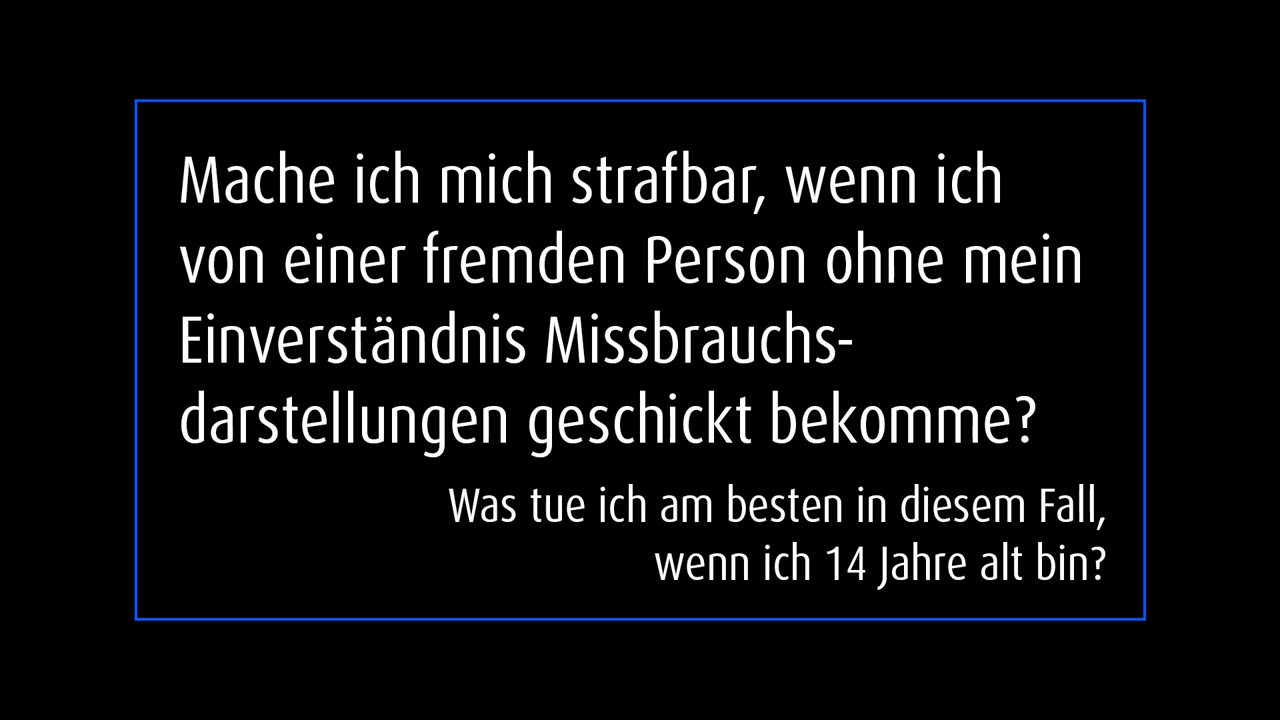 Mache ich mich strafbar, wenn ich
von einer fremden Person ohne mein
Einverständnis Missbrauchs-
darstellungen geschickt bekomme?
Was tue ich am besten in diesem Fall,
wenn ich 14 Jahre alt bin?